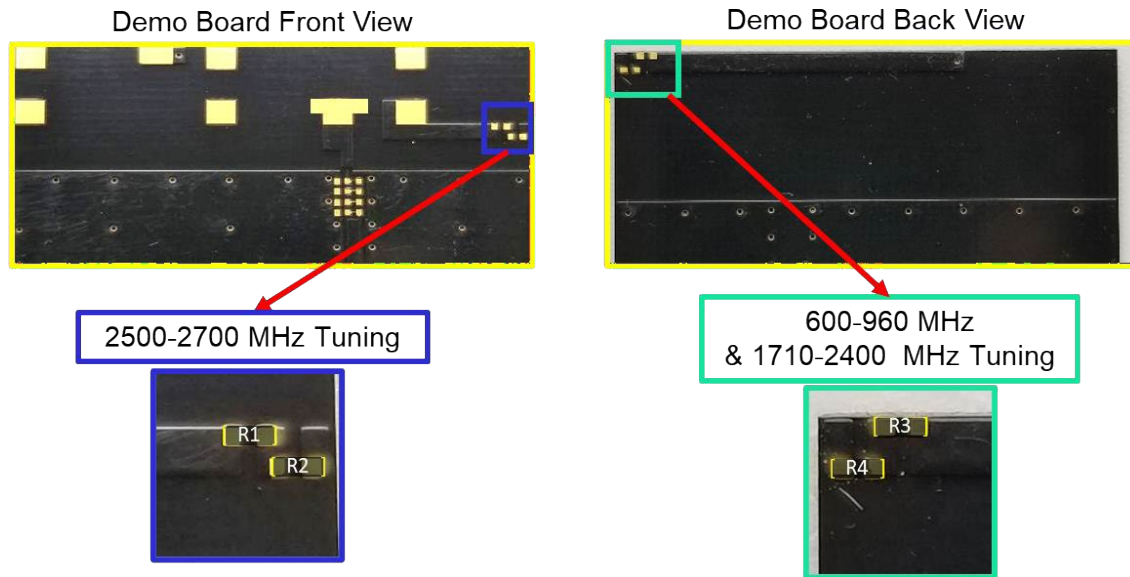 Demo Board Front View
Demo Board Back View
2500-2700 MHz Tuning
600-960 MHz
& 1710-2400 MHz Tuning
R1
R2
R3
R4